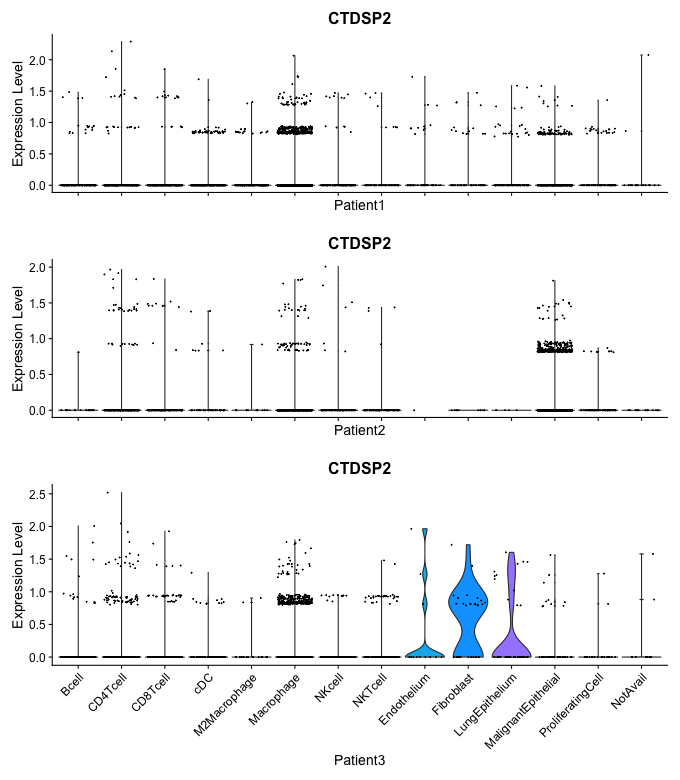 CTDSP2
Expression Level
2.0
1.5
1.0
0.5
0.0
Patient1
CTDSP2
Expression Level
2.0
1.5
1.0
0.5
0.0
Patient2
CTDSP2
Expression Level
2.5
2.0
1.5
1.0
0.5
0.0
Bcell
CD4Tcell
CD8Tcell
cDC
M2Macrophage
Macrophage
NKcell
NKTcell
Endothelium
Fibroblast
LungEpithelium
MalignantEpithelial
ProliferatingCell
NotAvail
Patient3